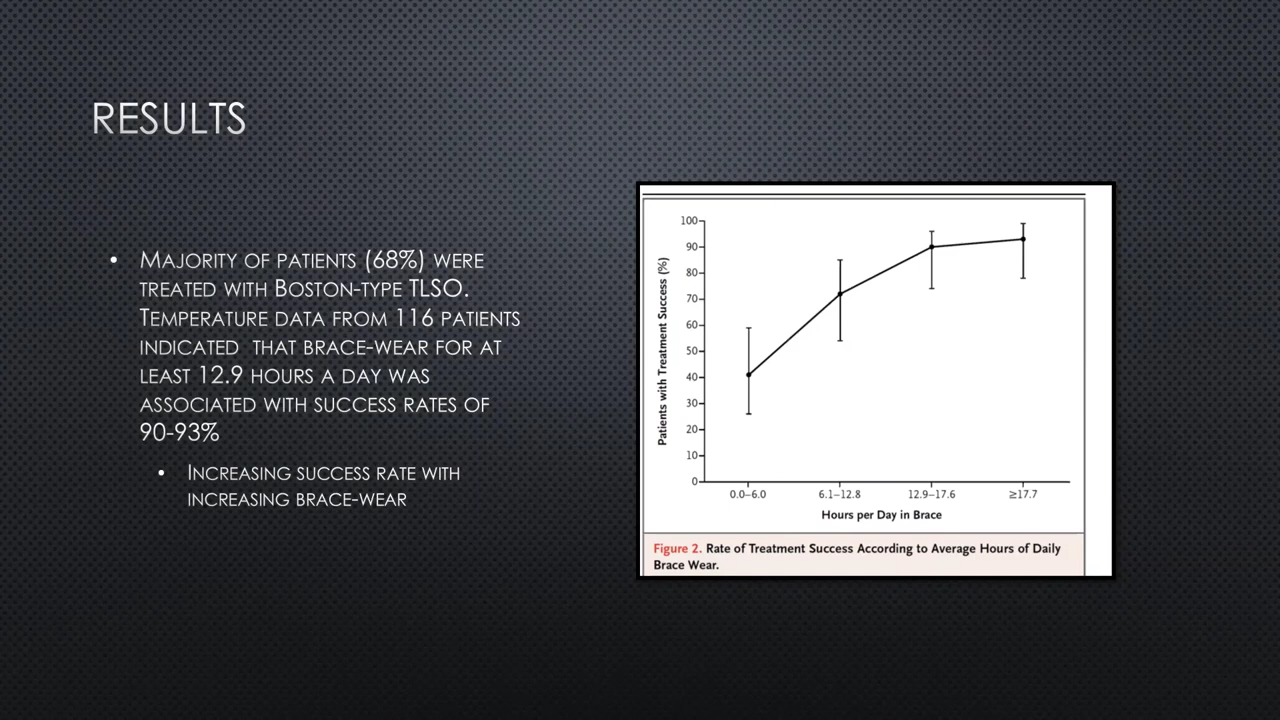 RESULTS
• MAJORITY OF PATIENTS (68%) WERE
TREATED WITH BOSTON-TYPE TLSO.
TEMPERATURE DATA FROM 116 PATIENTS
INDICATED THAT BRACE-WEAR FOR AT
LEAST 12.9 HOURS A DAY WAS
ASSOCIATED WITH SUCCESS RATES OF
90-93%
• INCREASING SUCCESS RATE WITH
INCREASING BRACE-WEAR
Patients with Treatment Success (%)
100
90
80
70
60
50
40
30
20
10
0
0.0–6.0 6.1–12.8 12.9–17.6 ≥17.7
Hours per Day in Brace
Figure 2. Rate of Treatment Success According to Average Hours of Daily
Brace Wear.